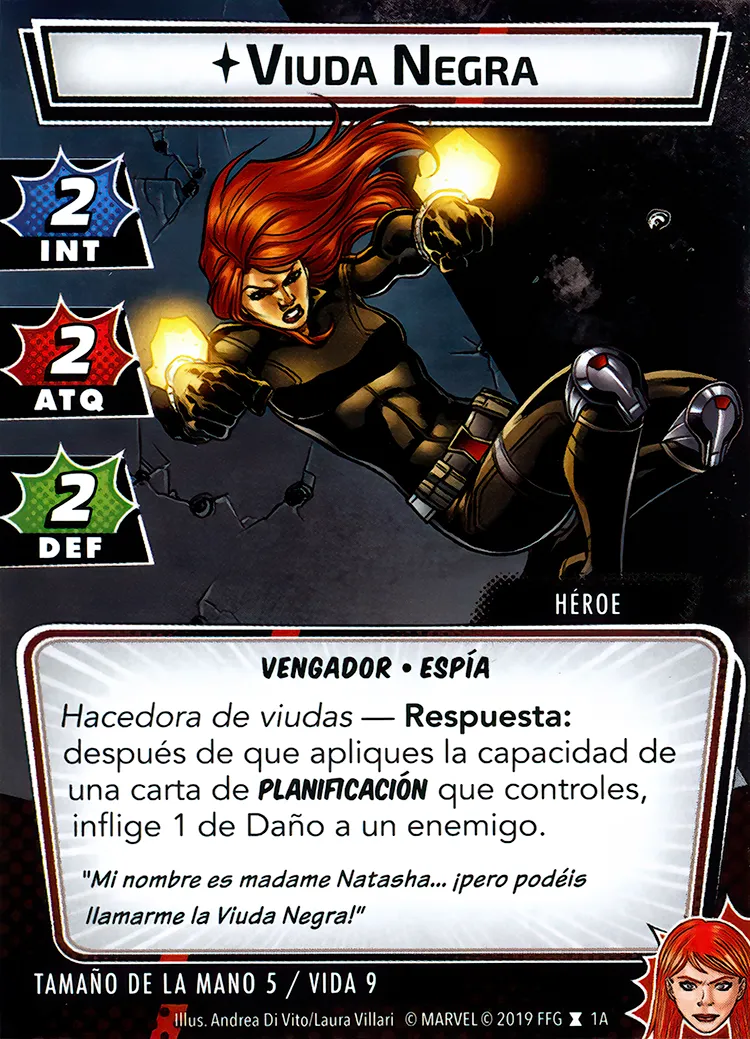 VIUDA NEGRA
2
INT
2
ATQ
2
DEF
HÉROE
VENGADOR • ESPÍA
Hacedora de viudas — Respuesta:
después de que apliques la capacidad de
una carta de PLANIFICACIÓN que controles,
inflige 1 de Daño a un enemigo.
"Mi nombre es madame Natasha... ¡pero podéis
llamarme la Viuda Negra!"
TAMAÑO DE LA MANO 5 / VIDA 9
Illus. Andrea Di Vito/Laura Villari © MARVEL © 2019 FFG 1A